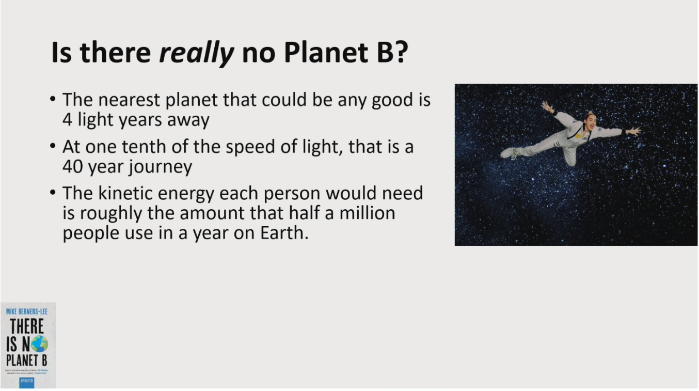 Is there really no Planet B?
• The nearest planet that could be any good is
4 light years away
• At one tenth of the speed of light, that is a
40 year journey
• The kinetic energy each person would need
is roughly the amount that half a million
people use in a year on Earth.
MIKE BERNERS-LEE
THERE
IS NO
PLANET B